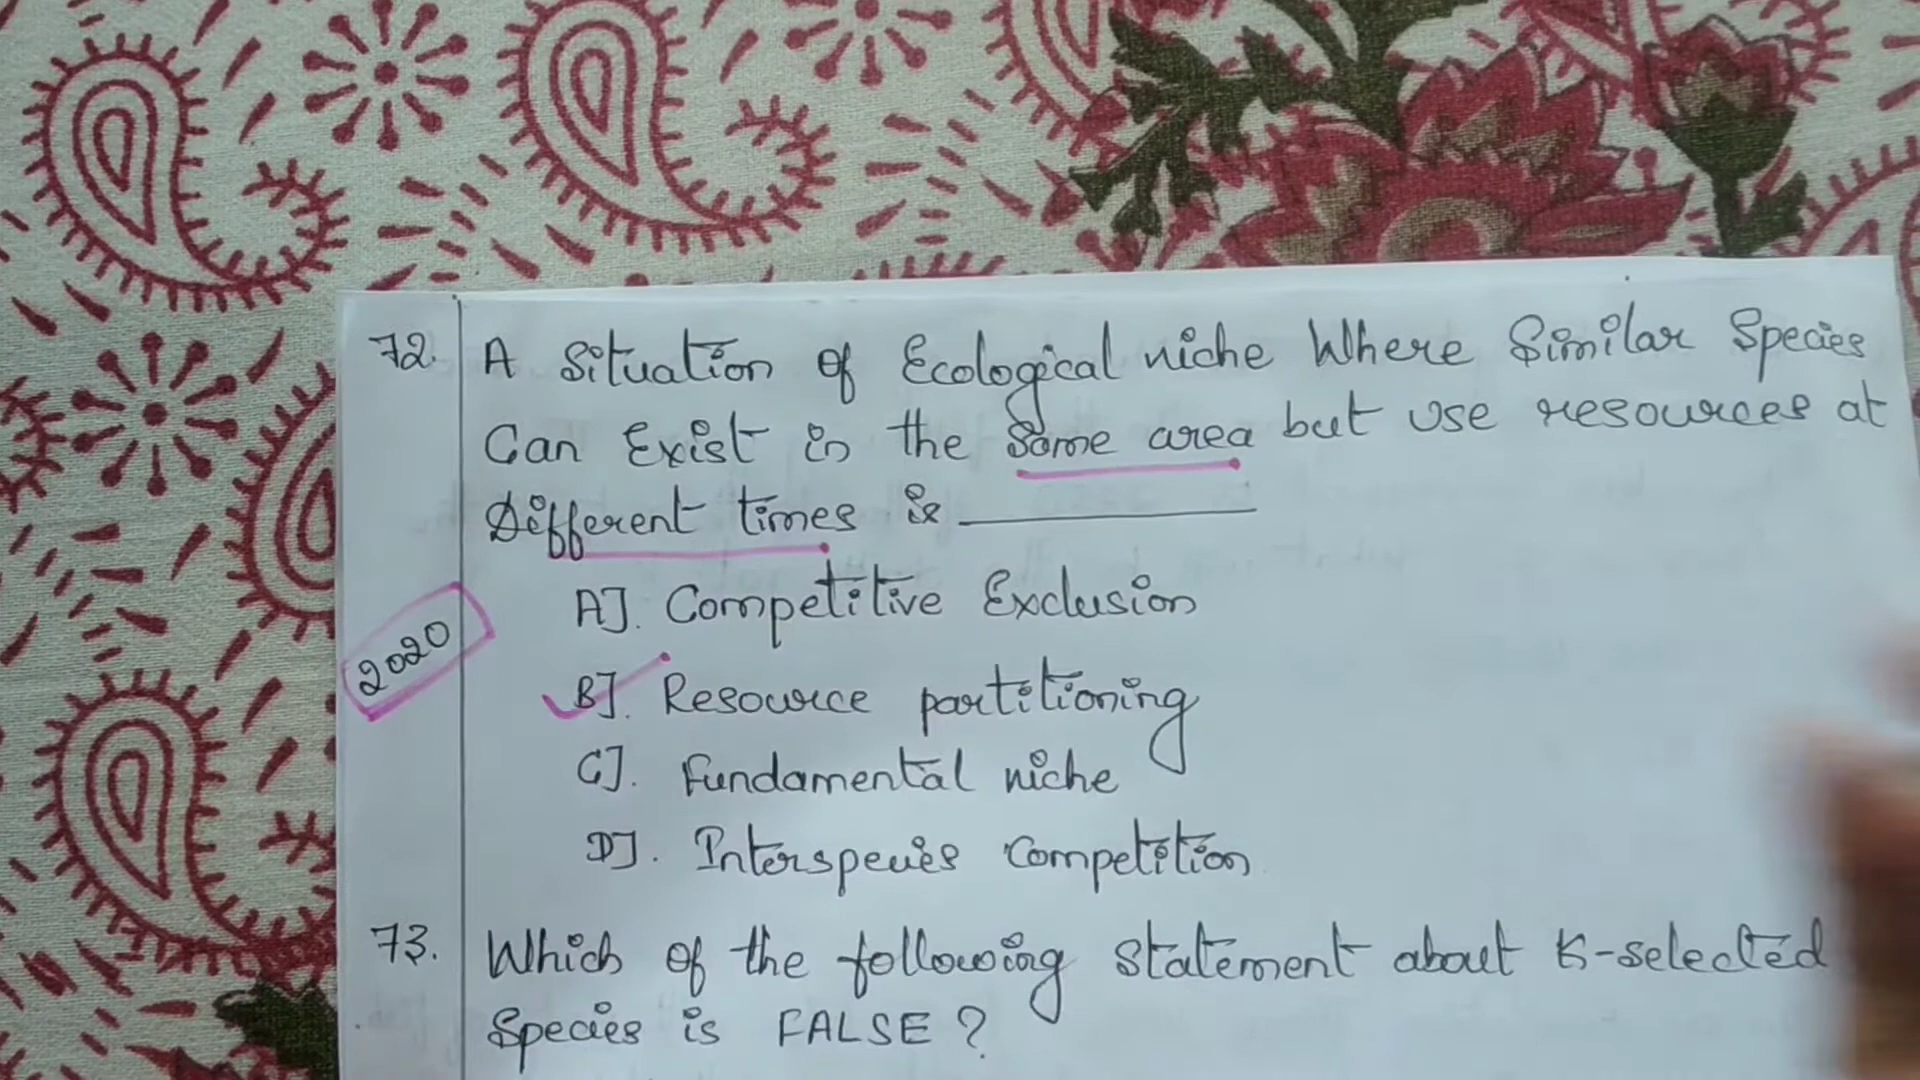 72. A Situation of Ecological niche Where Similar Species
Can Exist in the Same area but use resources at
Different times is
A]. Competitive Exclusion
2020
B]. Resource partitioning
C]. Fundamental niche
D]. Interspecies Competition
73. Which of the following statement about K-selected
Species is FALSE?